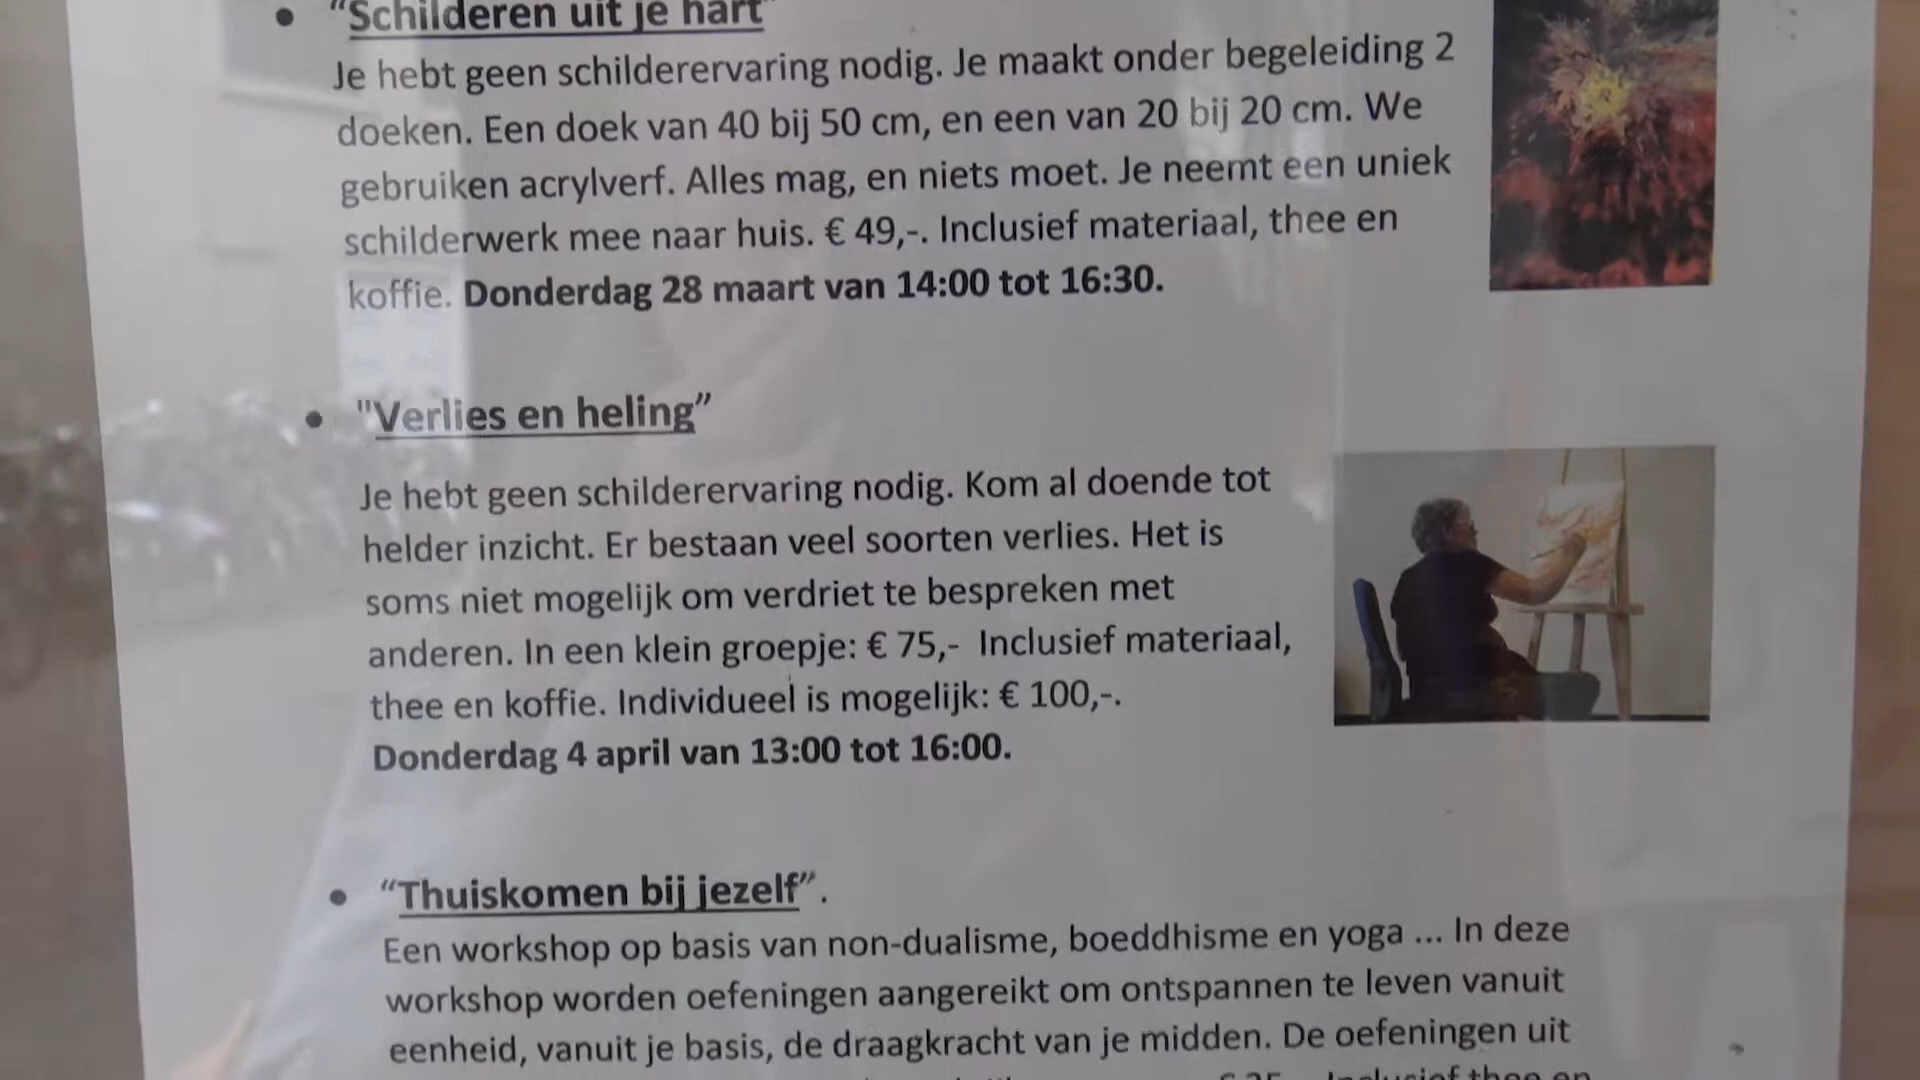 • “Schilderen uit je hart”
Je hebt geen schilderervaring nodig. Je maakt onder begeleiding 2
doeken. Een doek van 40 bij 50 cm, en een van 20 bij 20 cm. We
gebruiken acrylverf. Alles mag, en niets moet. Je neemt een uniek
schilderwerk mee naar huis. € 49,-. Inclusief materiaal, thee en
koffie. Donderdag 28 maart van 14:00 tot 16:30.
• "Verlies en heling”
Je hebt geen schilderervaring nodig. Kom al doende tot
helder inzicht. Er bestaan veel soorten verlies. Het is
soms niet mogelijk om verdriet te bespreken met
anderen. In een klein groepje: € 75,- Inclusief materiaal,
thee en koffie. Individueel is mogelijk: € 100,-.
Donderdag 4 april van 13:00 tot 16:00.
• “Thuiskomen bij jezelf”.
Een workshop op basis van non-dualisme, boeddhisme en yoga ... In deze
workshop worden oefeningen aangereikt om ontspannen te leven vanuit
eenheid, vanuit je basis, de draagkracht van je midden. De oefeningen uit
Inclusief thee en